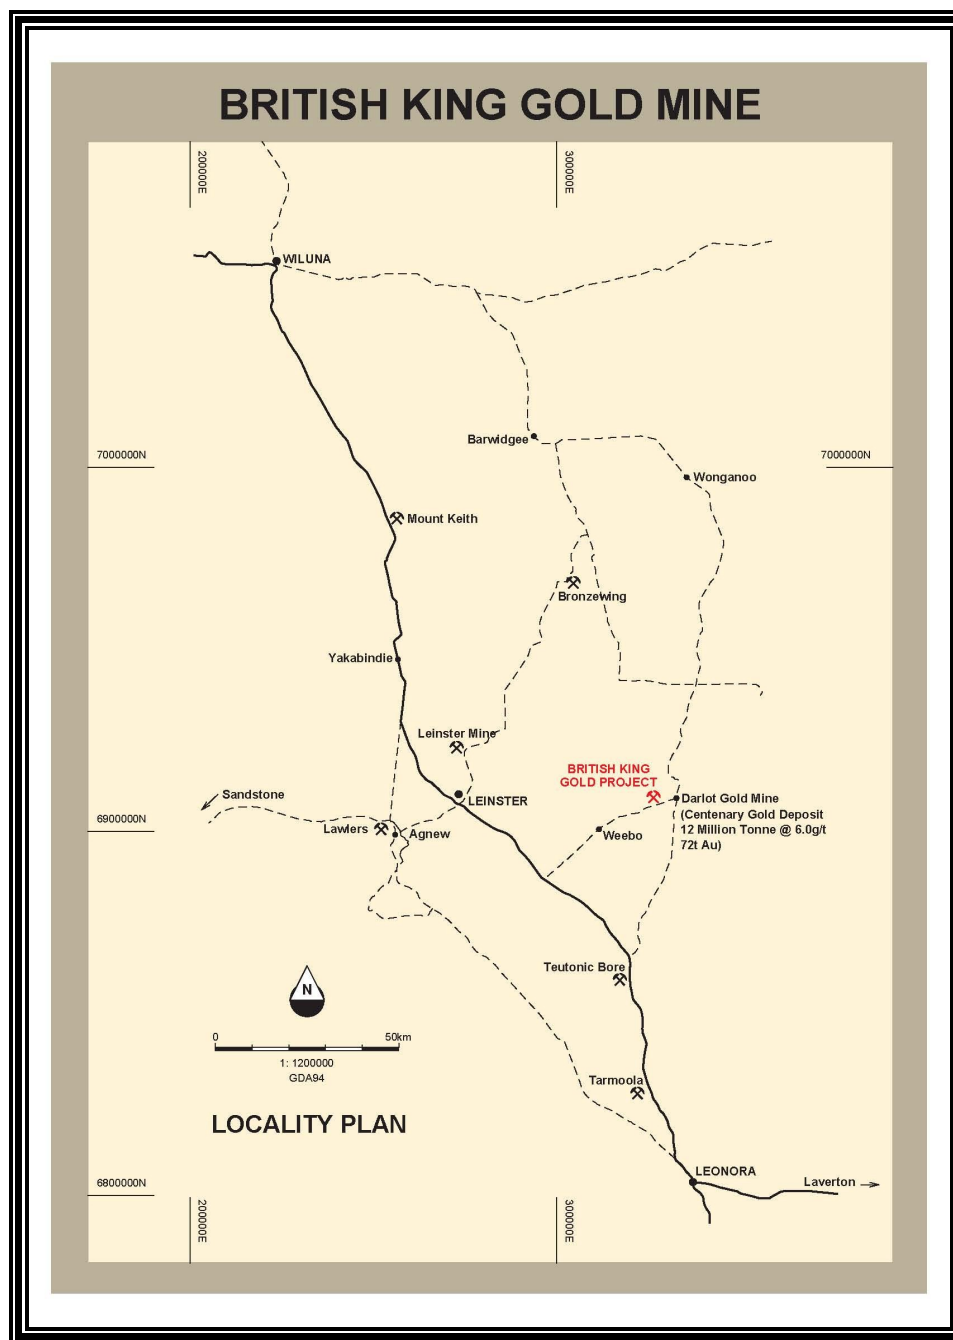 BRITISH KING GOLD MINE
200000E
300000E
WILUNA
Barwidgee
7000000N
7000000N
Wonganoo
Mount Keith
Bronzewing
Yakabindie
Leinster Mine
BRITISH KING
GOLD PROJECT
Sandstone
LEINSTER
Darlot Gold Mine
(Centenary Gold Deposit
12 Million Tonne @ 6.0g/t
72t Au)
6900000N
Lawlers
Agnew
Weebo
Teutonic Bore
N
0
50km
1: 1200000
GDA94
Tarmoola
LOCALITY PLAN
LEONORA
6800000N
Laverton
200000E
300000E